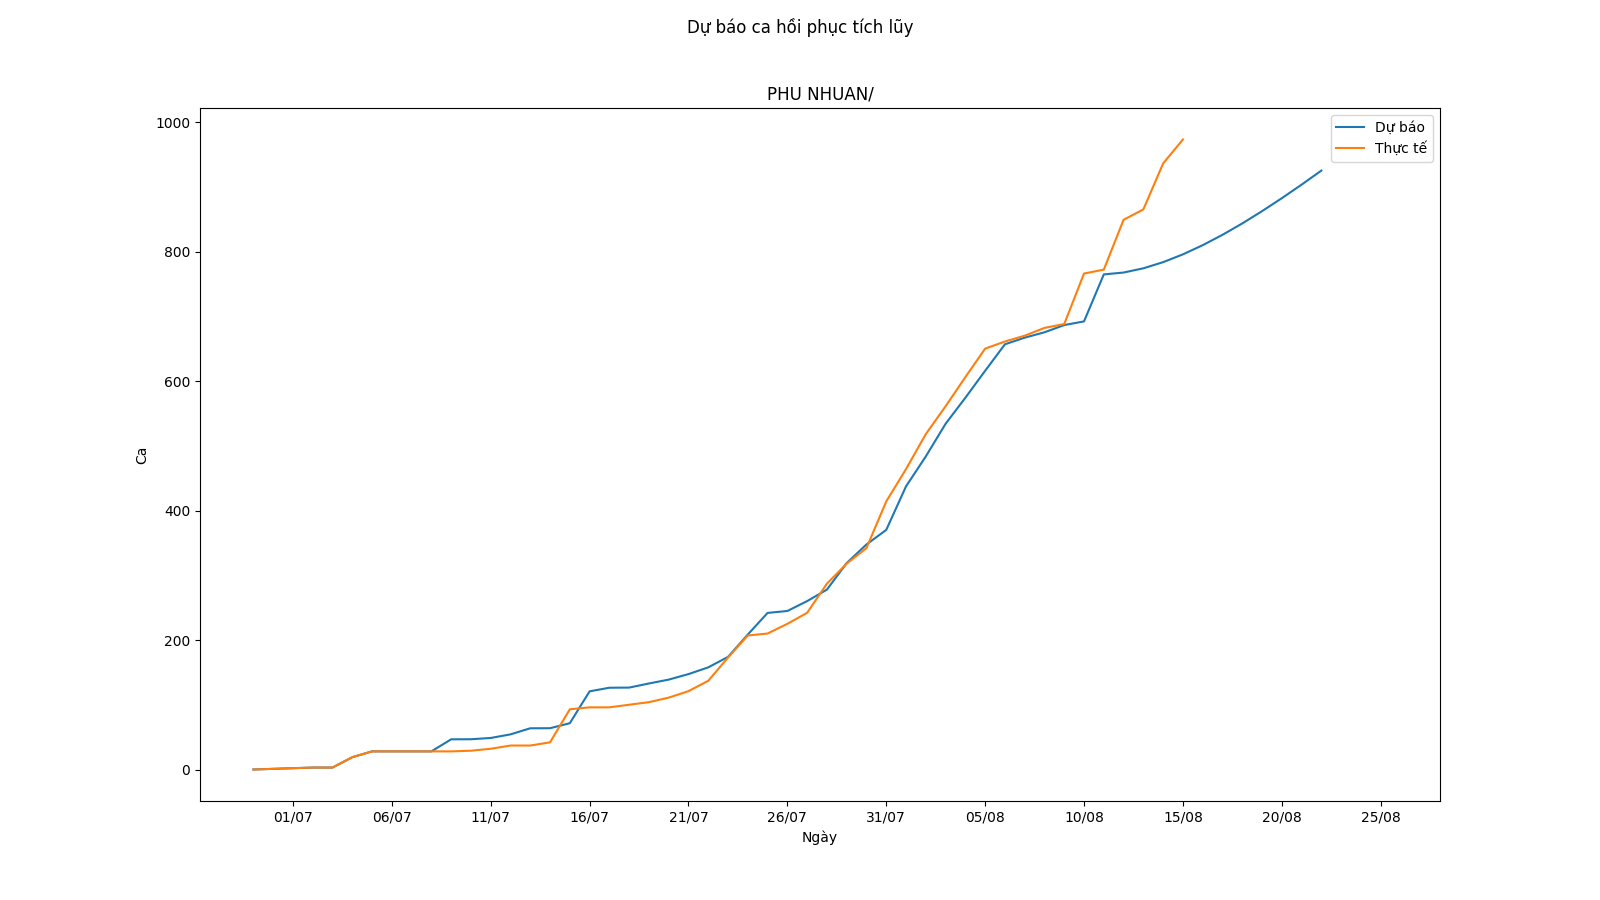 Dự báo ca hồi phục tích lũy
PHU NHUAN/
1000
800
600
400
200
0
Ca
Dự báo
Thực tế
01/07 06/07 11/07 16/07 21/07 26/07 31/07 05/08 10/08 15/08 20/08 25/08
Ngày